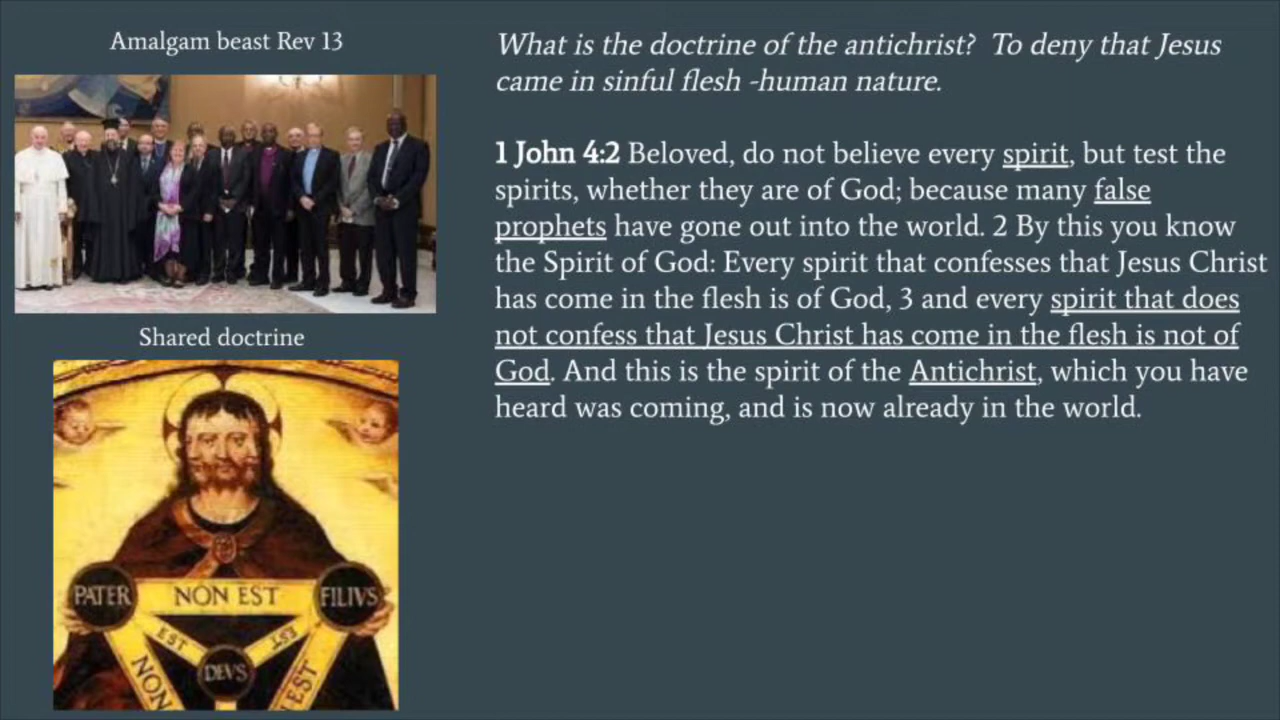 Amalgam beast Rev 13
Shared doctrine
PATER NON EST FILIVS
EST
EST
DEVS
NON
EST
What is the doctrine of the antichrist? To deny that Jesus
came in sinful flesh -human nature.
1 John 4:2 Beloved, do not believe every spirit, but test the
spirits, whether they are of God; because many false
prophets have gone out into the world. 2 By this you know
the Spirit of God: Every spirit that confesses that Jesus Christ
has come in the flesh is of God, 3 and every spirit that does
not confess that Jesus Christ has come in the flesh is not of
God. And this is the spirit of the Antichrist, which you have
heard was coming, and is now already in the world.